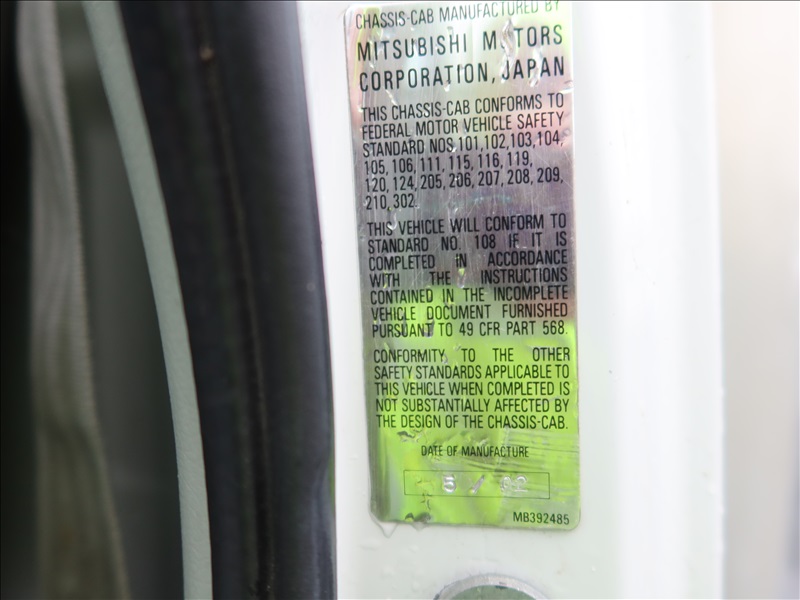 CHASSIS-CAB MANUFACTURED BY
MITSUBISHI MOTORS
CORPORATION, JAPAN
THIS CHASSIS-CAB CONFORMS TO
FEDERAL MOTOR VEHICLE SAFETY
STANDARD NOS 101,102,103,104,
105, 106, 111, 115, 116, 119,
120, 124, 205, 206, 207, 208, 209,
210, 302.
THIS VEHICLE WILL CONFORM TO
STANDARD NO. 108 IF IT IS
COMPLETED IN ACCORDANCE
WITH THE INSTRUCTIONS
CONTAINED IN THE INCOMPLETE
VEHICLE DOCUMENT FURNISHED
PURSUANT TO 49 CFR PART 568.
CONFORMITY TO THE OTHER
SAFETY STANDARDS APPLICABLE TO
THIS VEHICLE WHEN COMPLETED IS
NOT SUBSTANTIALLY AFFECTED BY
THE DESIGN OF THE CHASSIS-CAB.
DATE OF MANUFACTURE
MB392485